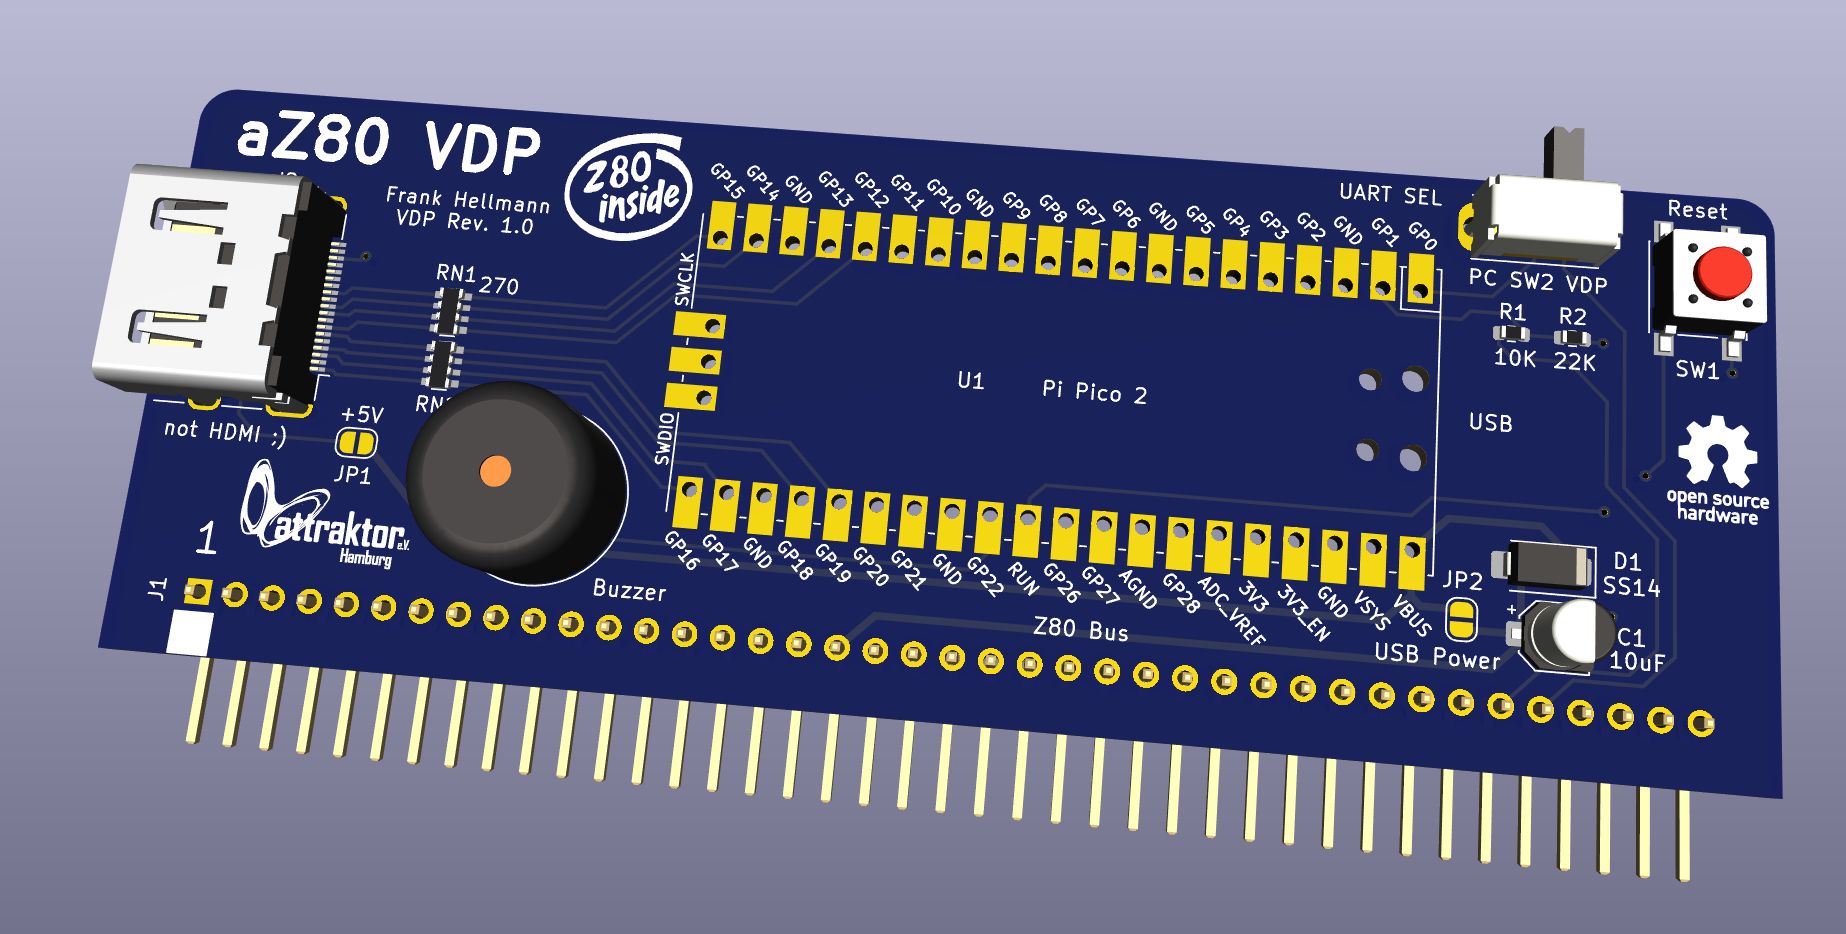 aZ80 VDP
Frank Hellmann
VDP Rev. 1.0
Z80
inside
GP15
GP14
GND
GP13
GP12
GP11
GP10
GND
GP9
GP8
GP7
GP6
GND
GP5
GP4
GP3
GP2
GND
GP1
GP0
UART SEL
PC SW2 VDP
Reset
SW1
R1
10K
R2
22K
RN1
270
SWCLK
SWDIO
U1
Pi Pico 2
USB
not HDMI ;)
+5V
JP1
attraktor e.V.
Hamburg
1
J1
Buzzer
GP16
GP17
GND
GP18
GP19
GP20
GP21
GND
GP22
RUN
GP26
GP27
AGND
GP28
ADC_VREF
3V3
3V3_EN
GND
VSYS
VBUS
Z80 Bus
JP2
USB Power
D1
SS14
+
C1
10uF
open source
hardware